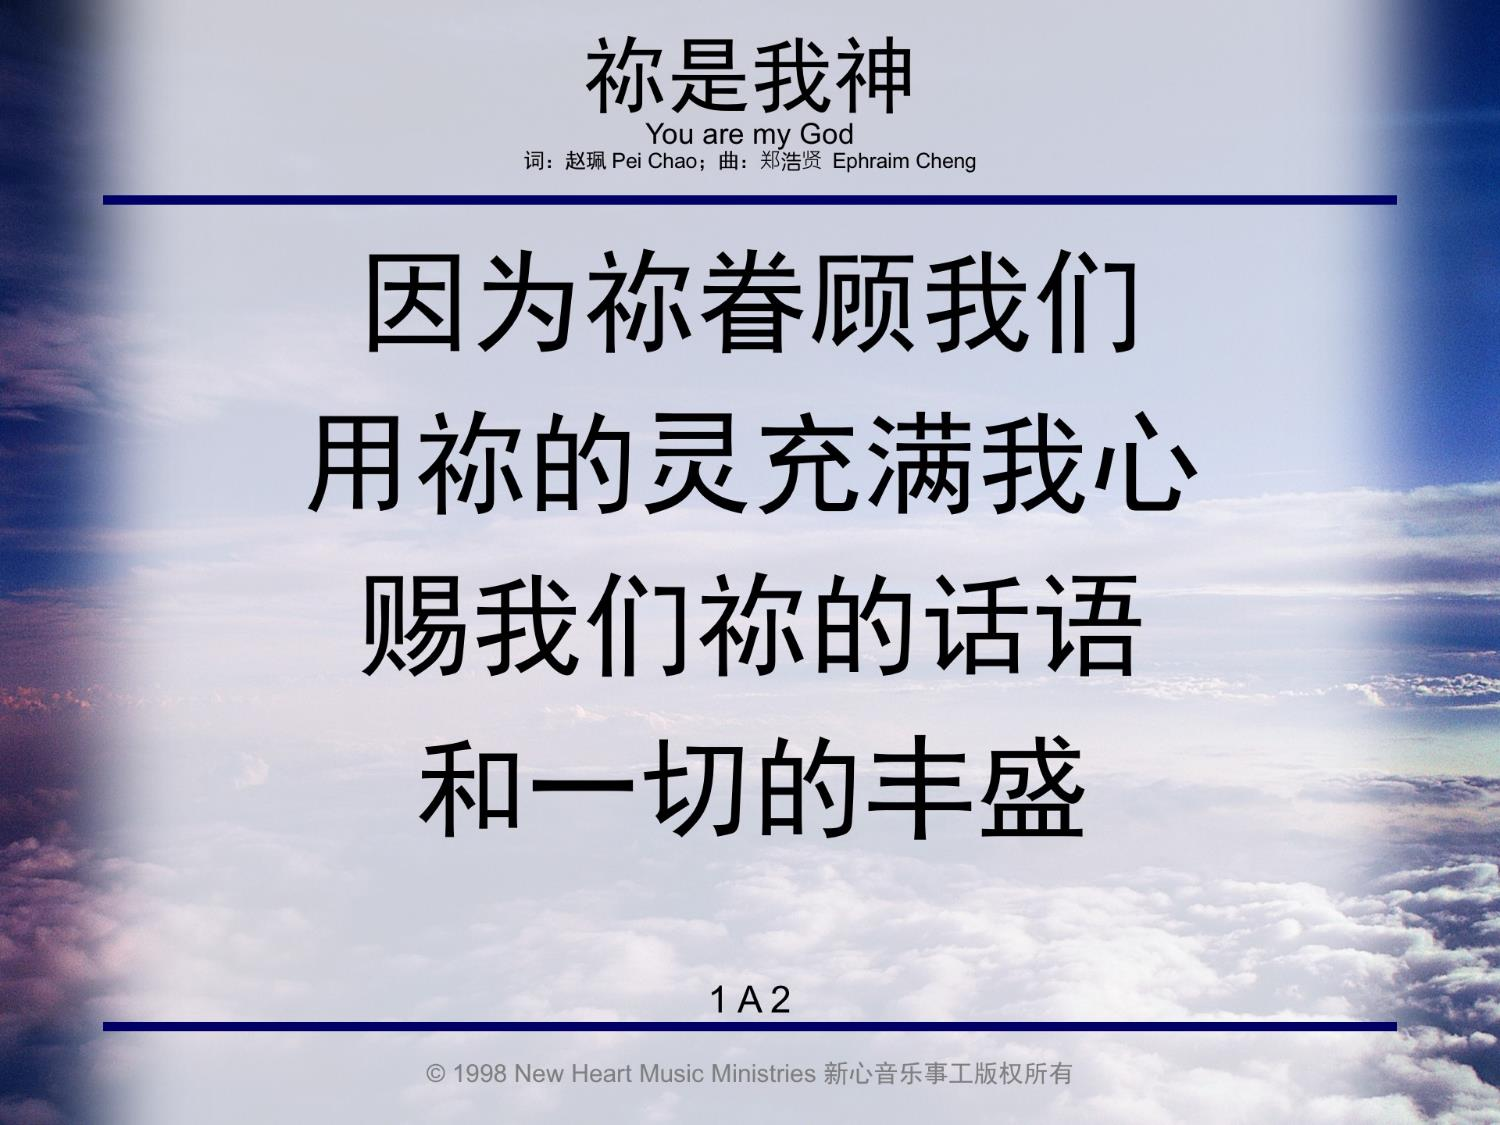 祢是我神
You are my God
词：赵珮 Pei Chao；曲：郑浩贤 Ephraim Cheng
因为祢眷顾我们
用祢的灵充满我心
赐我们祢的话语
和一切的丰盛
1 A 2
© 1998 New Heart Music Ministries 新心音乐事工版权所有